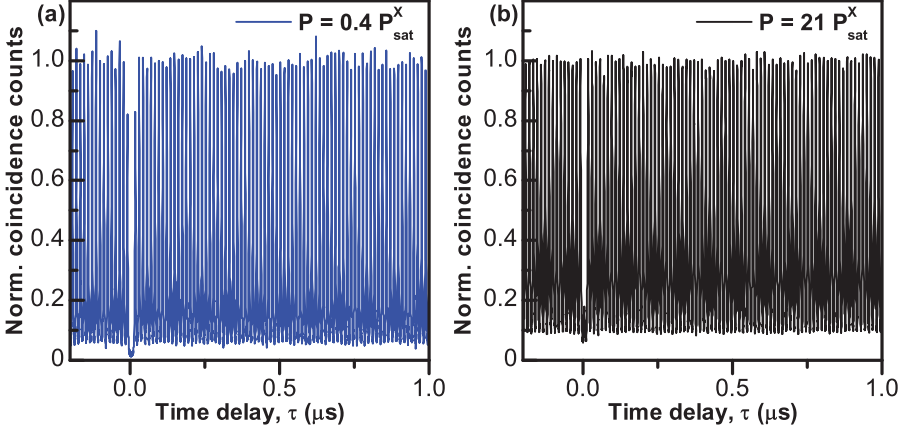 (a)
P = 0.4 P^X_sat
Norm. coincidence counts
1.0
0.8
0.6
0.4
0.2
0
0.0
0.5
1.0
Time delay, τ (μs)
(b)
P = 21 P^X_sat
Norm. coincidence counts
1.0
0.8
0.6
0.4
0.2
0
0.0
0.5
1.0
Time delay, τ (μs)